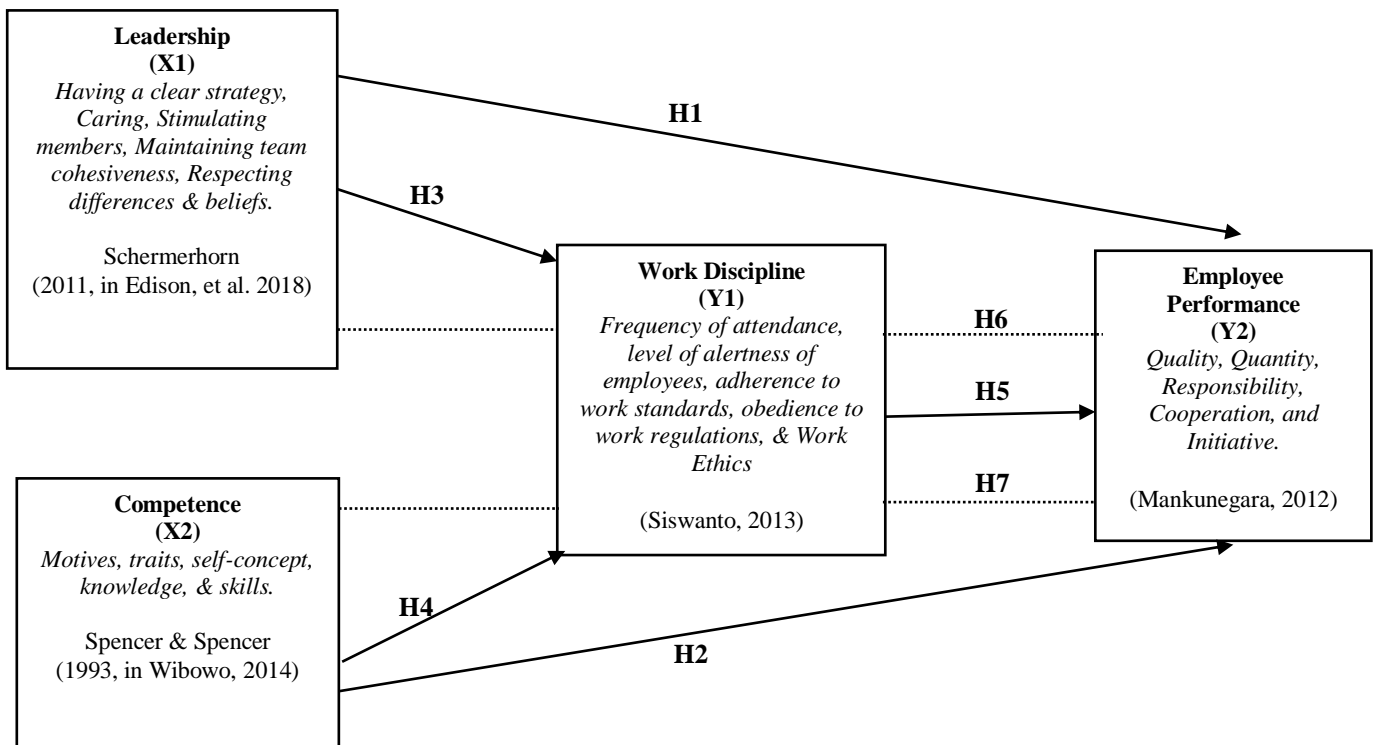 Leadership
(X1)
Having a clear strategy,
Caring, Stimulating
members, Maintaining team
cohesiveness, Respecting
differences & beliefs.
Schermerhorn
(2011, in Edison, et al. 2018)
H1
H3
Work Discipline
(Y1)
Frequency of attendance,
level of alertness of
employees, adherence to
work standards, obedience to
work regulations, & Work
Ethics
(Siswanto, 2013)
H6
H5
H7
Employee
Performance
(Y2)
Quality, Quantity,
Responsibility,
Cooperation, and
Initiative.
(Mankunegara, 2012)
Competence
(X2)
Motives, traits, self-concept,
knowledge, & skills.
Spencer & Spencer
(1993, in Wibowo, 2014)
H4
H2